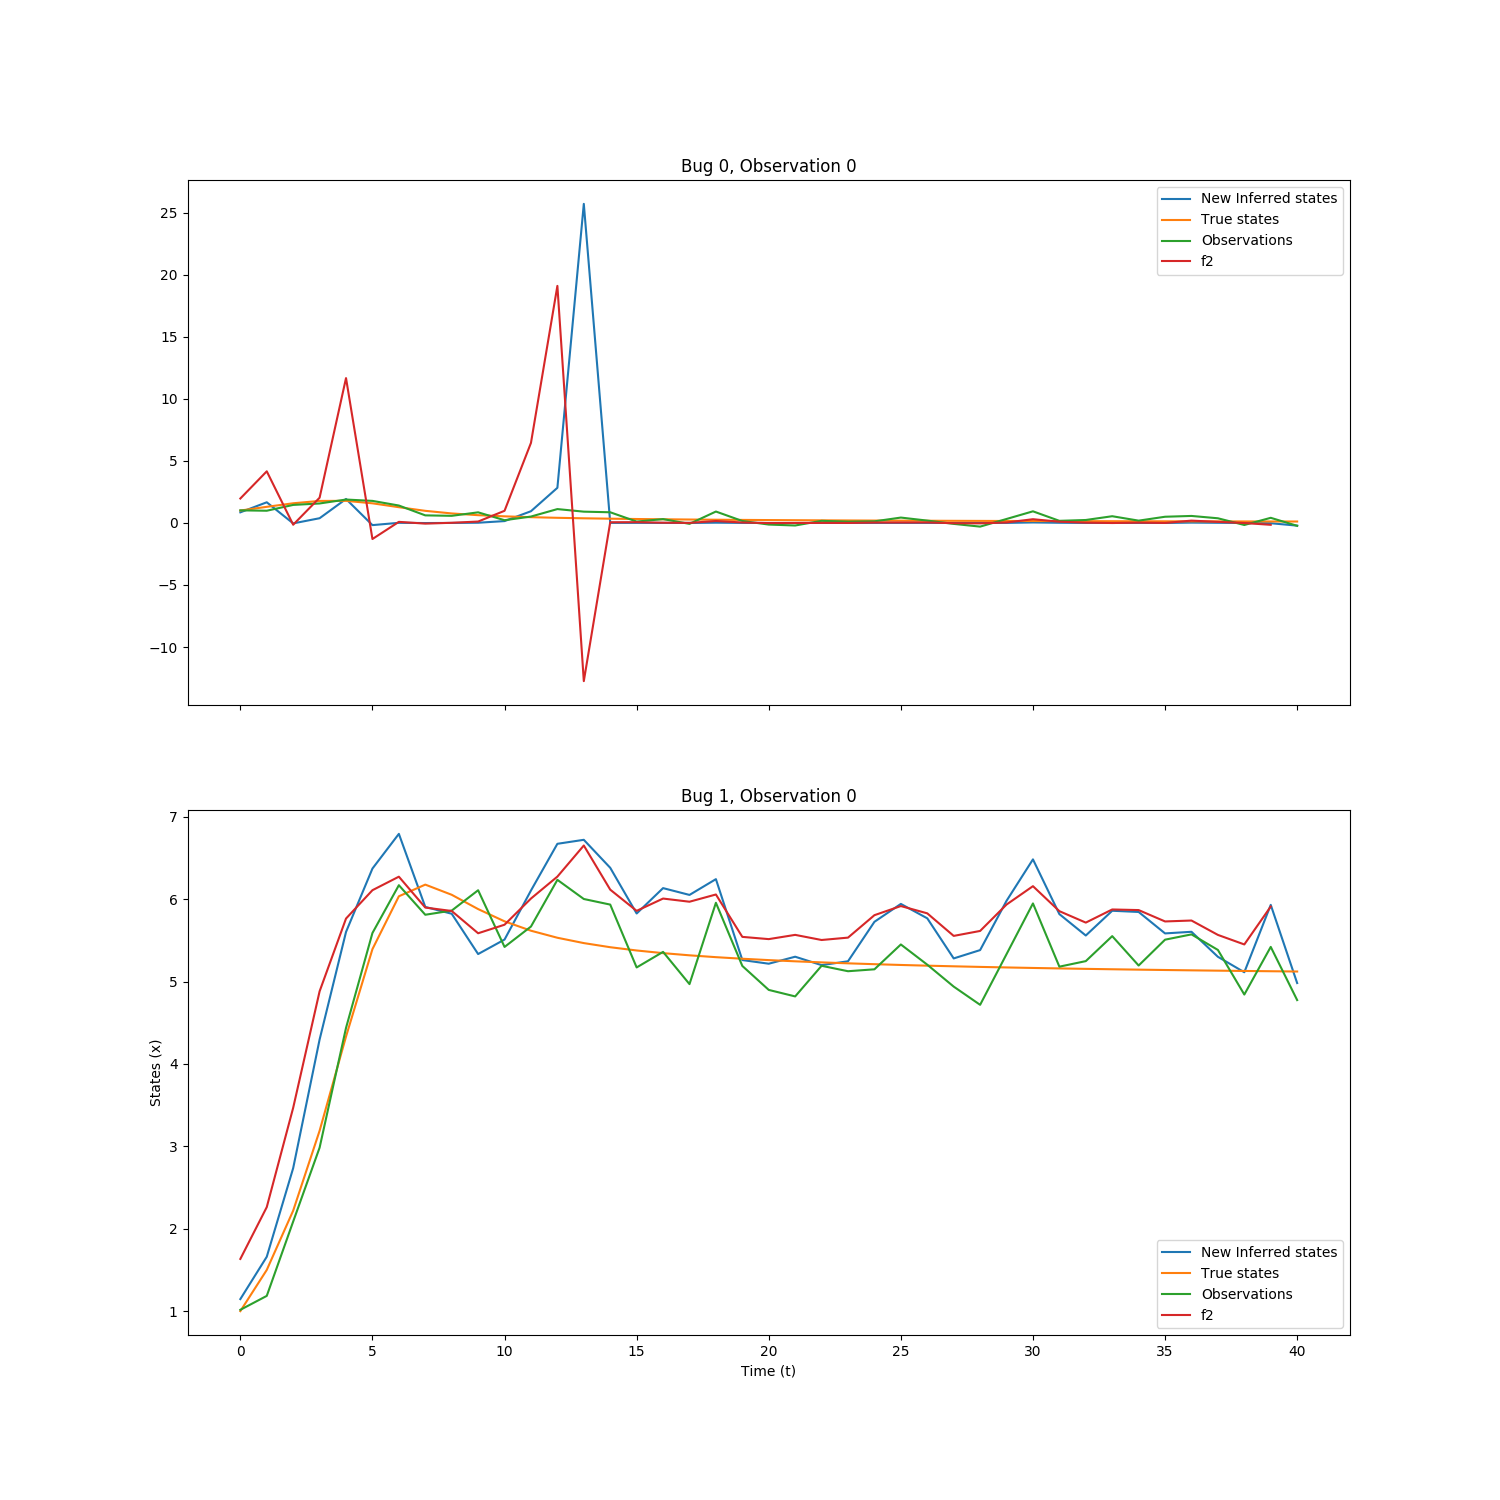 Bug 0, Observation 0
25
20
15
10
5
0
−5
−10
New Inferred states
True states
Observations
f2
Bug 1, Observation 0
States (x)
7
6
5
4
3
2
1
New Inferred states
True states
Observations
f2
0 5 10 15 20 25 30 35 40
Time (t)